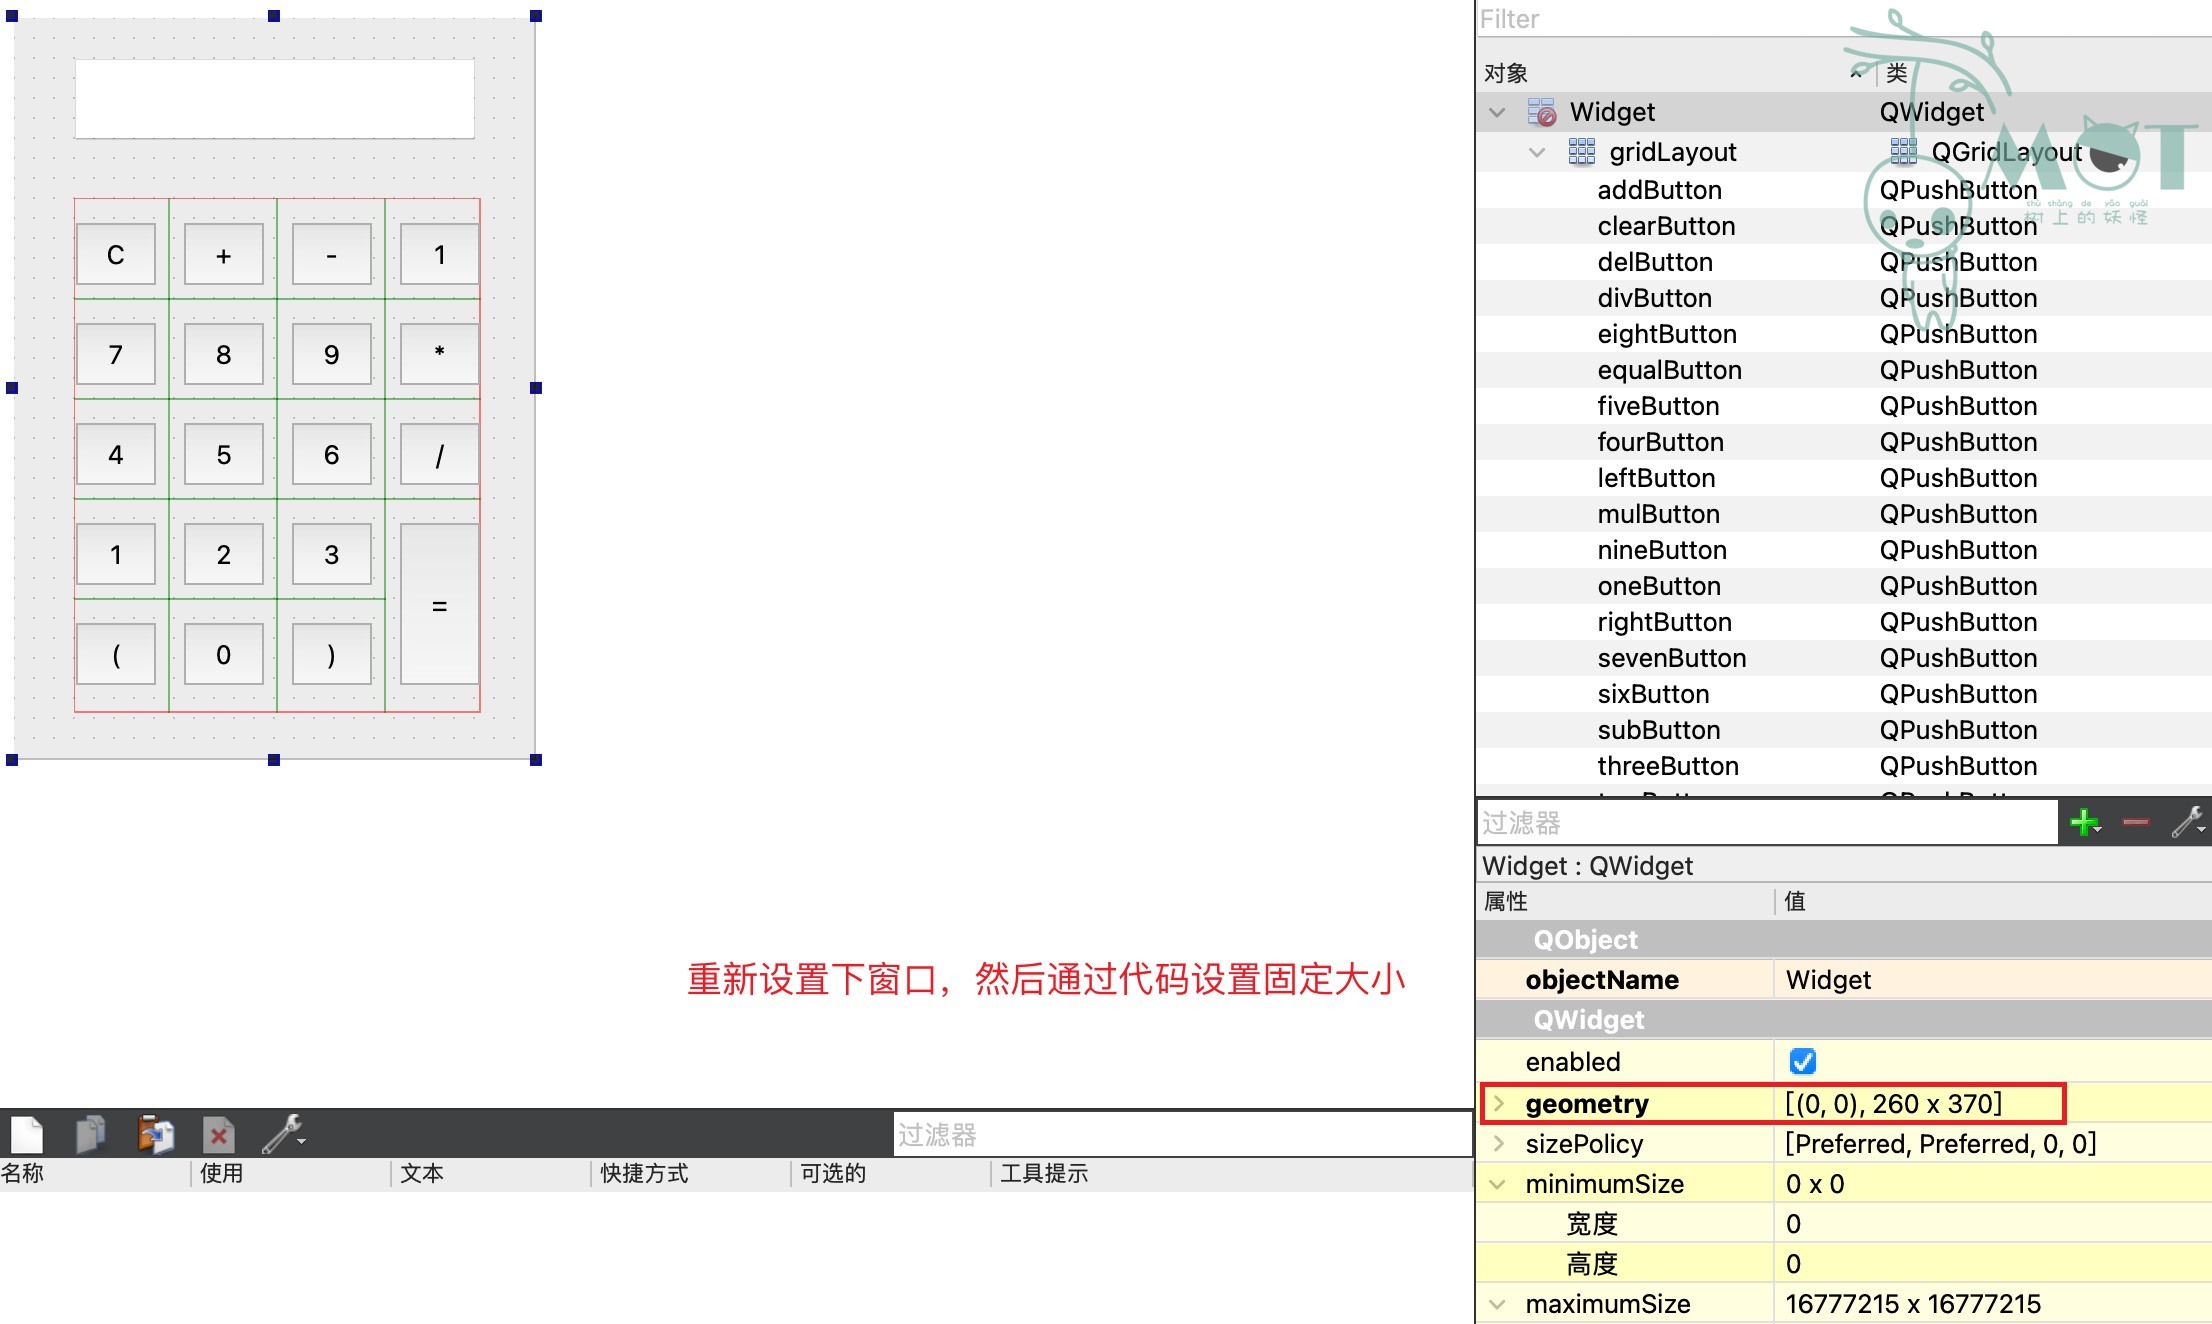 C + - 1
7 8 9 *
4 5 6 /
1 2 3
=
( 0 )
重新设置下窗口，然后通过代码设置固定大小
过滤器
名称 使用 文本 快捷方式 可选的 工具提示
Filter
对象 类
Widget QWidget
gridLayout QGridLayout
addButton QPushButton
clearButton QPushButton
delButton QPushButton
divButton QPushButton
eightButton QPushButton
equalButton QPushButton
fiveButton QPushButton
fourButton QPushButton
leftButton QPushButton
mulButton QPushButton
nineButton QPushButton
oneButton QPushButton
rightButton QPushButton
sevenButton QPushButton
sixButton QPushButton
subButton QPushButton
threeButton QPushButton
MOT
shù shàng de yāo guài
树上的妖怪
过滤器
Widget : QWidget
属性 值
QObject
objectName Widget
QWidget
enabled
geometry [(0, 0), 260 x 370]
sizePolicy [Preferred, Preferred, 0, 0]
minimumSize 0 x 0
宽度 0
高度 0
maximumSize 16777215 x 16777215